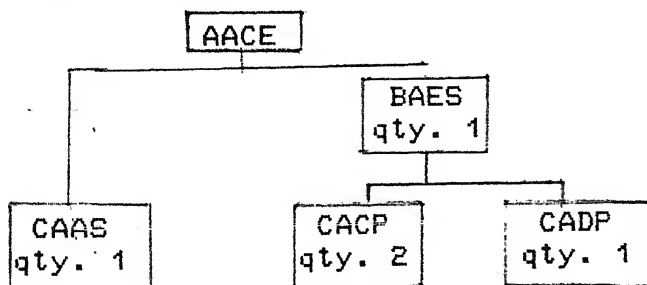 AACE
BAES
qty. 1
CAAS
qty. 1
CACP
qty. 2
CADP
qty. 1